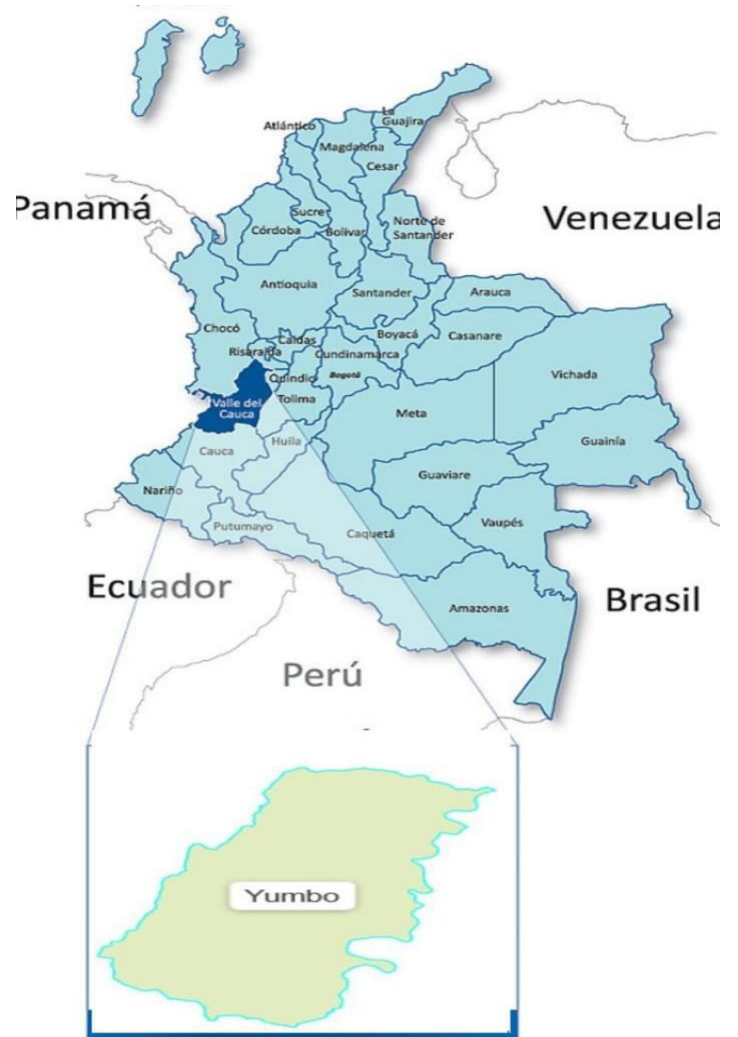 La
Guajira
Atlántico
Magdalena
Cesar
Panamá
Sucre
Córdoba
Bolivar
Norte de
Santander
Venezuela
Antioquia
Santander
Arauca
Chocó
Boyacá
Casanare
Caldas
Risaralda
Cundinamarca
Quindio
Bogotá
Vichada
Tolima
Valle del
Cauca
Meta
Huila
Guainía
Cauca
Guaviare
Nariño
Putumayo
Caquetá
Vaupés
Ecuador
Amazonas
Brasil
Perú
Yumbo